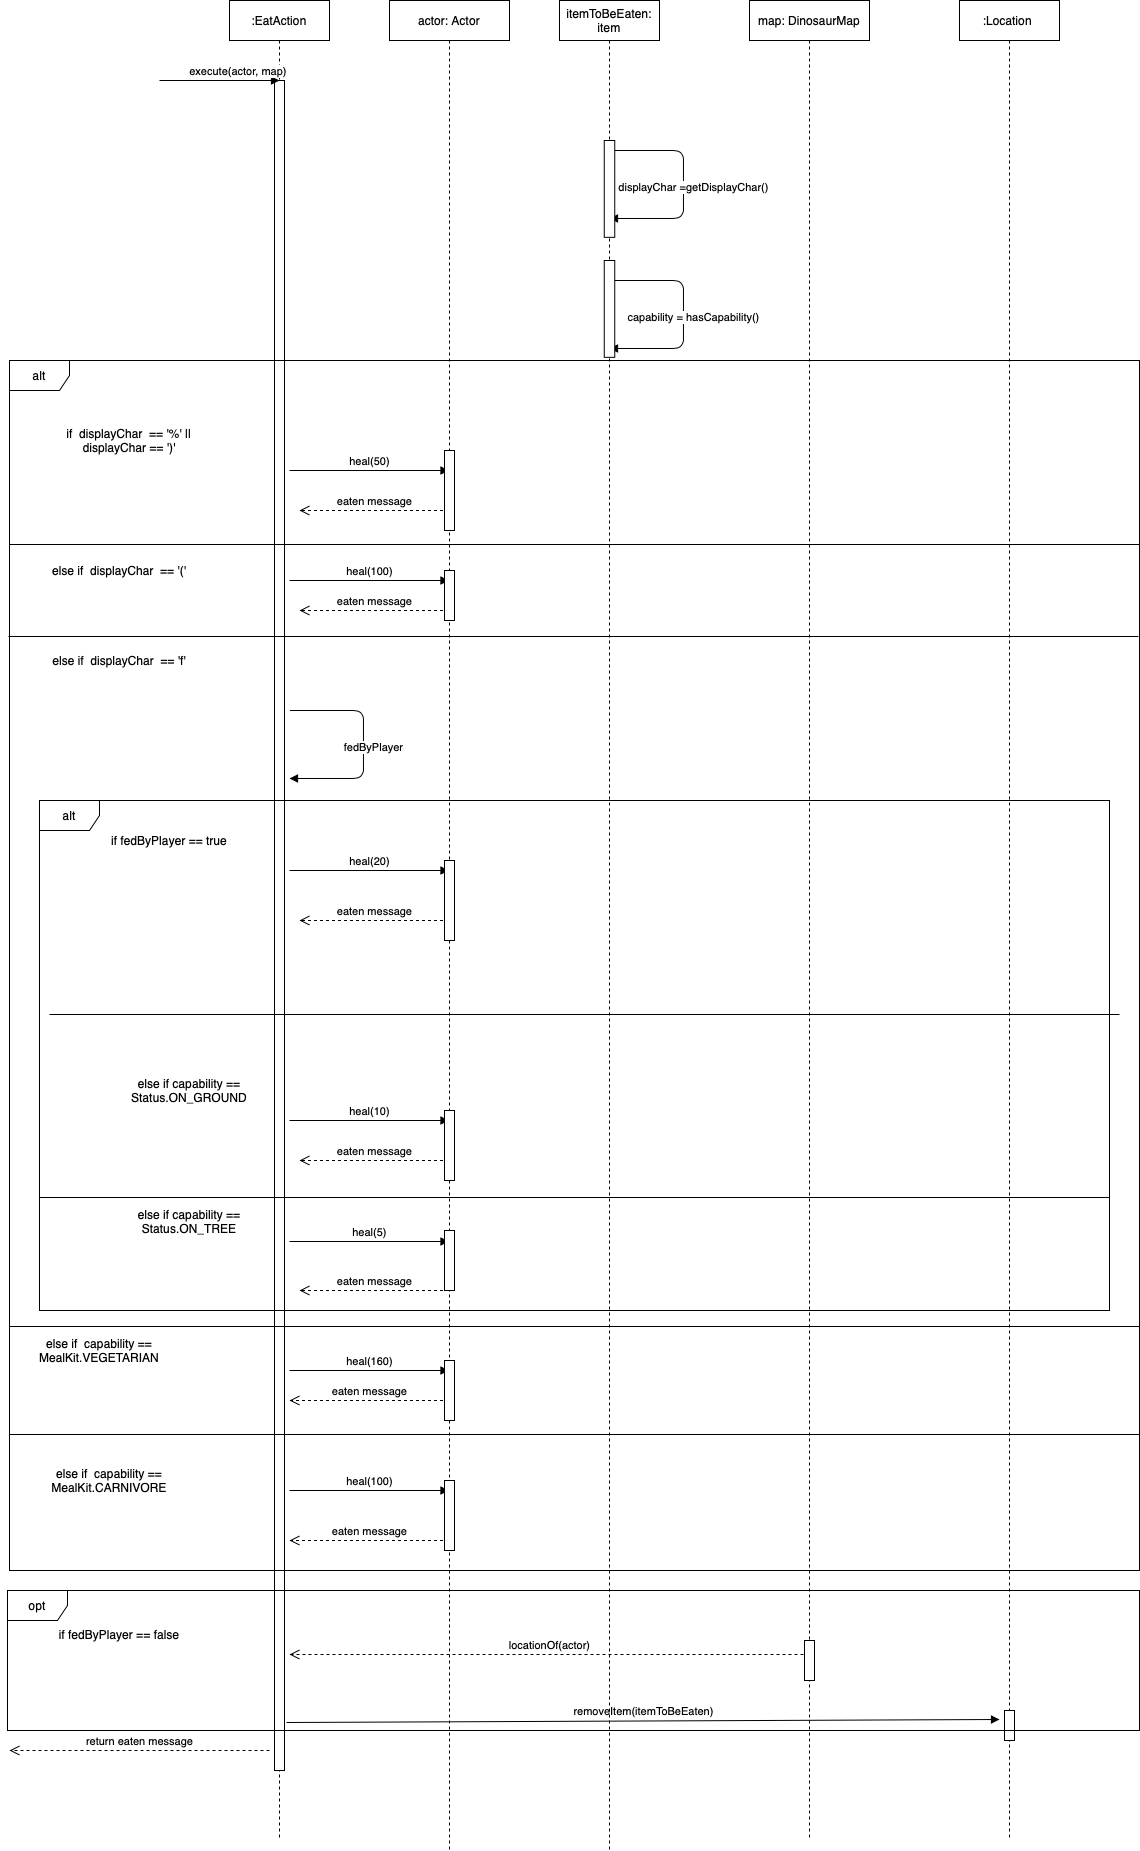 :EatAction
actor: Actor
itemToBeEaten:
item
map: DinosaurMap
:Location
execute(actor, map)
displayChar =getDisplayChar()
capability = hasCapability()
alt
if  displayChar  == '%' ||
displayChar == ')'
heal(50)
eaten message
else if  displayChar  == '('
heal(100)
eaten message
else if  displayChar  == 'f'
fedByPlayer
alt
if fedByPlayer == true
heal(20)
eaten message
else if capability ==
Status.ON_GROUND
heal(10)
eaten message
else if capability ==
Status.ON_TREE
heal(5)
eaten message
else if  capability ==
MealKit.VEGETARIAN
heal(160)
eaten message
else if  capability ==
MealKit.CARNIVORE
heal(100)
eaten message
opt
if fedByPlayer == false
locationOf(actor)
removeItem(itemToBeEaten)
return eaten message